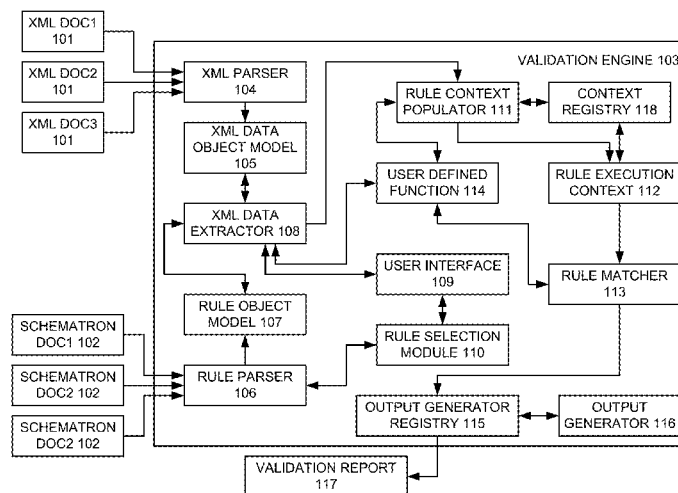 XML DOC1
101
XML DOC2
101
XML DOC3
101
VALIDATION ENGINE 103
XML PARSER
104
XML DATA
OBJECT MODEL
105
XML DATA
EXTRACTOR 108
RULE CONTEXT
POPULATOR 111
CONTEXT
REGISTRY 118
USER DEFINED
FUNCTION 114
RULE EXECUTION
CONTEXT 112
USER INTERFACE
109
RULE MATCHER
113
RULE OBJECT
MODEL 107
RULE SELECTION
MODULE 110
SCHEMATRON
DOC1 102
SCHEMATRON
DOC2 102
SCHEMATRON
DOC2 102
RULE PARSER
106
OUTPUT GENERATOR
REGISTRY 115
OUTPUT
GENERATOR 116
VALIDATION REPORT
117